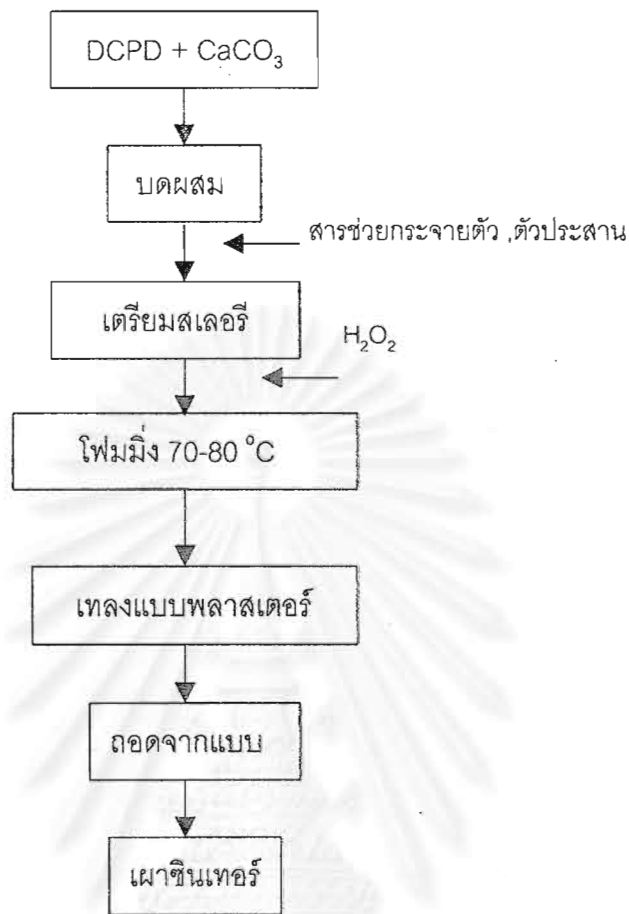 DCPD + CaCO₃
บดผสม
สารช่วยกระจายตัว ,ตัวประสาน
เตรียมสเลอรี
H₂O₂
โฟมมิ่ง 70-80 °C
เทลงแบบพลาสเตอร์
ถอดจากแบบ
เผาซินเทอร์